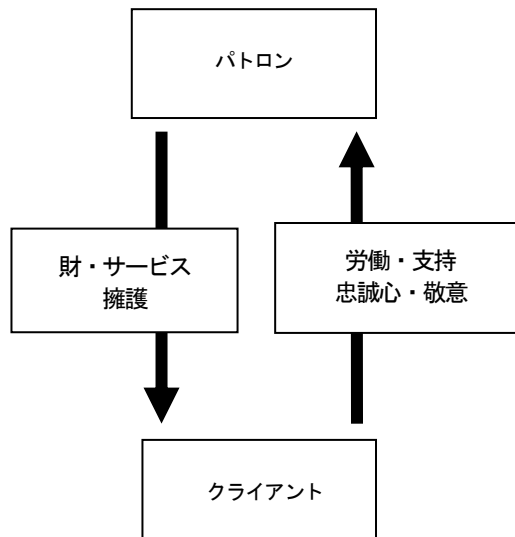 パトロン
財・サービス
擁護
労働・支持
忠誠心・敬意
クライアント